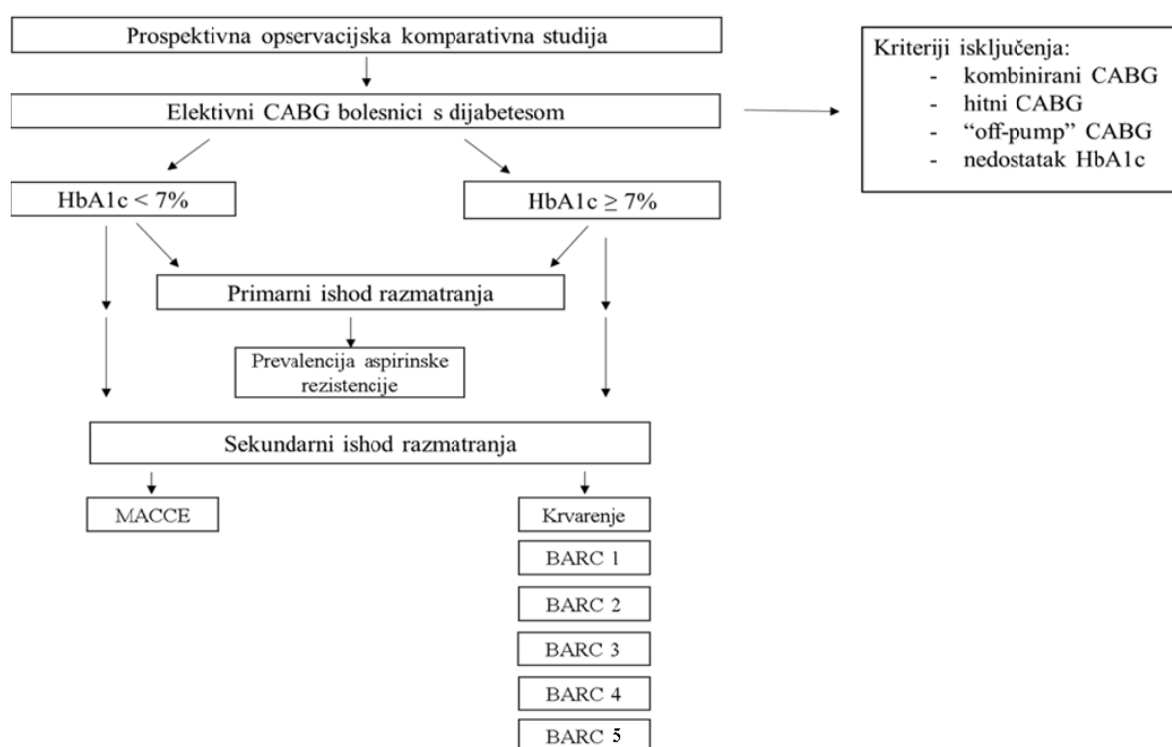 Prospektivna opservacijska komparativna studija
Elektivni CABG bolesnici s dijabetesom
Kriteriji isključenja:
- kombinirani CABG
- hitni CABG
- “off-pump” CABG
- nedostatak HbA1c
HbA1c < 7%
HbA1c ≥ 7%
Primarni ishod razmatranja
Prevalencija aspirinske
rezistencije
Sekundarni ishod razmatranja
MACCE
Krvarenje
BARC 1
BARC 2
BARC 3
BARC 4
BARC 5